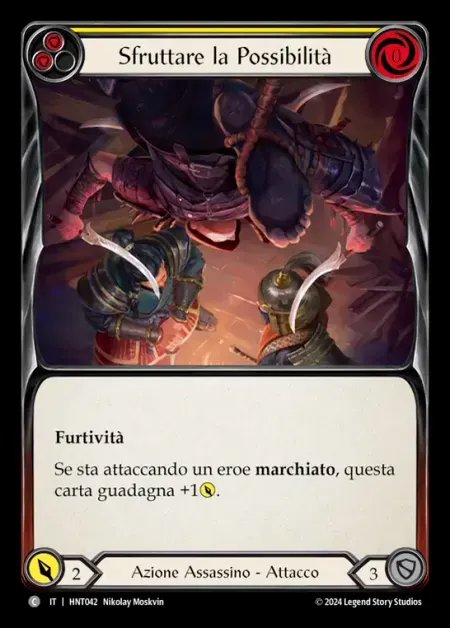 Sfruttare la Possibilità
0
Furtività
Se sta attaccando un eroe marchiato, questa
carta guadagna +1.
2
Azione Assassino - Attacco
3
C IT | HNT042 Nikolay Moskvin
© 2024 Legend Story Studios